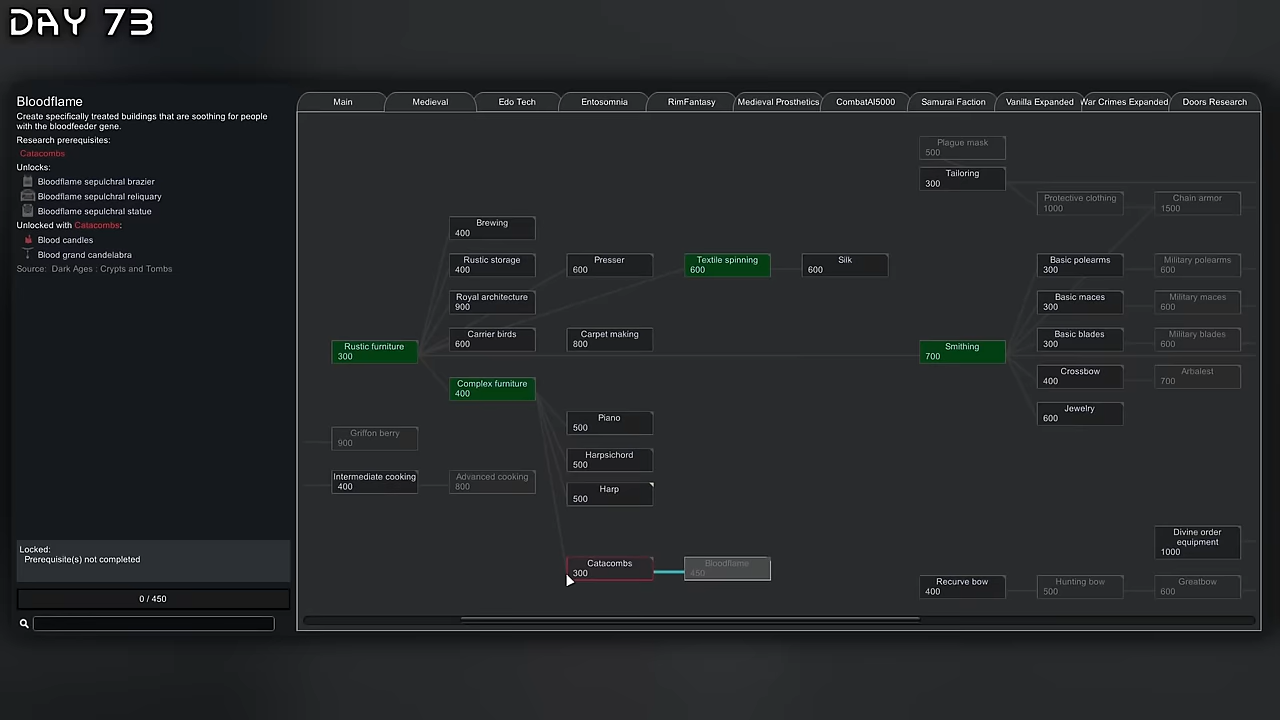 DAY 73
Main
Medieval
Edo Tech
Entosomnia
RimFantasy
Medieval Prosthetics
CombatAI5000
Samurai Faction
Vanilla Expanded
War Crimes Expanded
Doors Research
Bloodflame
Create specifically treated buildings that are soothing for people
with the bloodfeeder gene.
Research prerequisites:
Catacombs
Unlocks:
Bloodflame sepulchral brazier
Bloodflame sepulchral reliquary
Bloodflame sepulchral statue
Unlocked with Catacombs:
Blood candles
Blood grand candelabra
Source: Dark Ages : Crypts and Tombs
Locked:
Prerequisite(s) not completed
0 / 450
Plague mask
500
Tailoring
300
Protective clothing
1000
Chain armor
1500
Brewing
400
Rustic storage
400
Presser
600
Textile spinning
600
Silk
600
Basic polearms
300
Military polearms
600
Royal architecture
900
Basic maces
300
Military maces
600
Carrier birds
600
Carpet making
800
Basic blades
300
Military blades
600
Rustic furniture
300
Smithing
700
Complex furniture
400
Crossbow
400
Arbalest
700
Jewelry
600
Piano
500
Griffon berry
900
Harpsichord
500
Intermediate cooking
400
Advanced cooking
800
Harp
500
Divine order
equipment
1000
Catacombs
300
Bloodflame
450
Recurve bow
400
Hunting bow
500
Greatbow
600